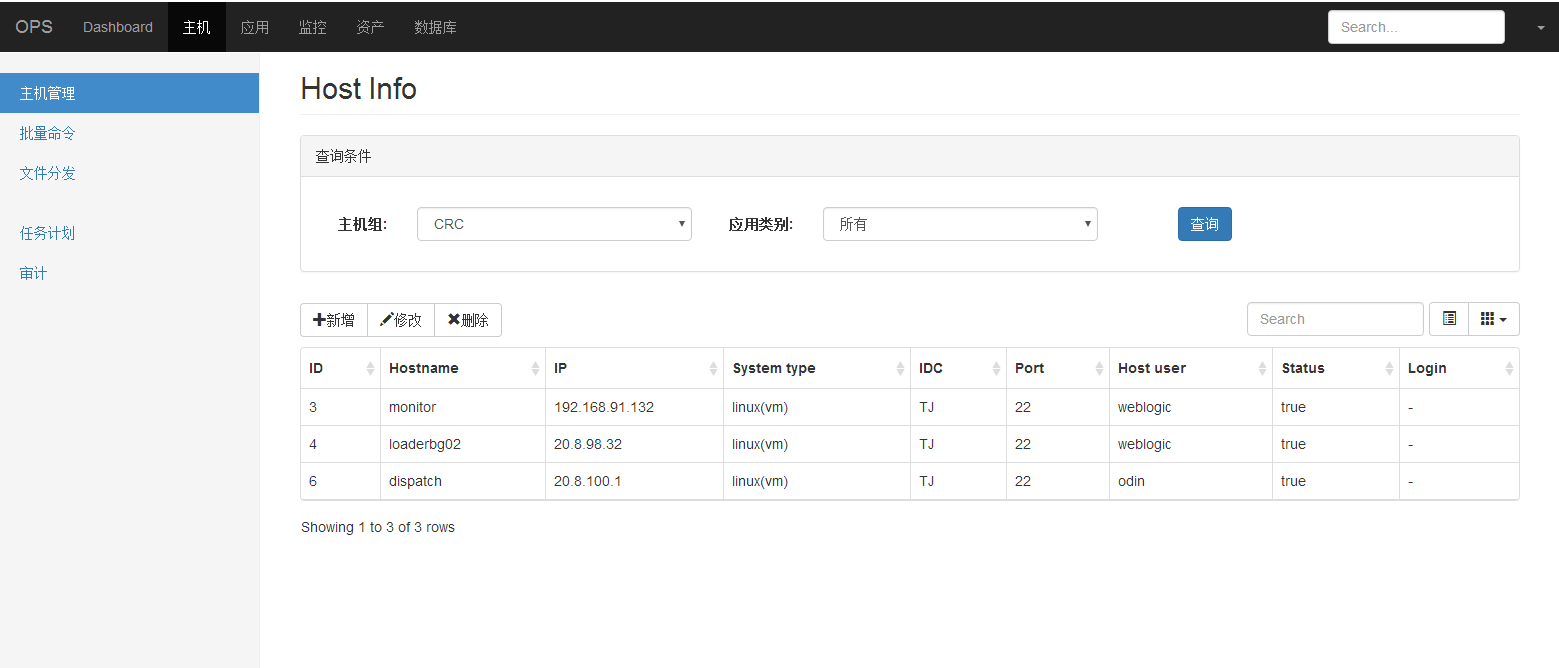 OPS Dashboard 主机 应用 监控 资产 数据库 Search...
主机管理
批量命令
文件分发
任务计划
审计
Host Info
查询条件
主机组: CRC 应用类别: 所有 查询
新增 修改 删除 Search
ID Hostname IP System type IDC Port Host user Status Login
3 monitor 192.168.91.132 linux(vm) TJ 22 weblogic true -
4 loaderbg02 20.8.98.32 linux(vm) TJ 22 weblogic true -
6 dispatch 20.8.100.1 linux(vm) TJ 22 odin true -
Showing 1 to 3 of 3 rows